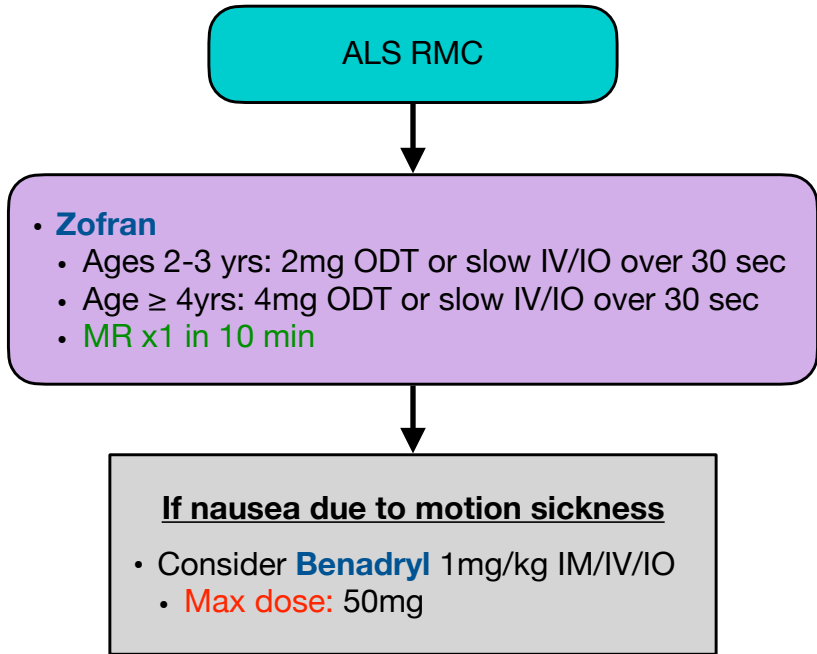 ALS RMC
• Zofran
• Ages 2-3 yrs: 2mg ODT or slow IV/IO over 30 sec
• Age ≥ 4yrs: 4mg ODT or slow IV/IO over 30 sec
• MR x1 in 10 min
If nausea due to motion sickness
• Consider Benadryl 1mg/kg IM/IV/IO
• Max dose: 50mg